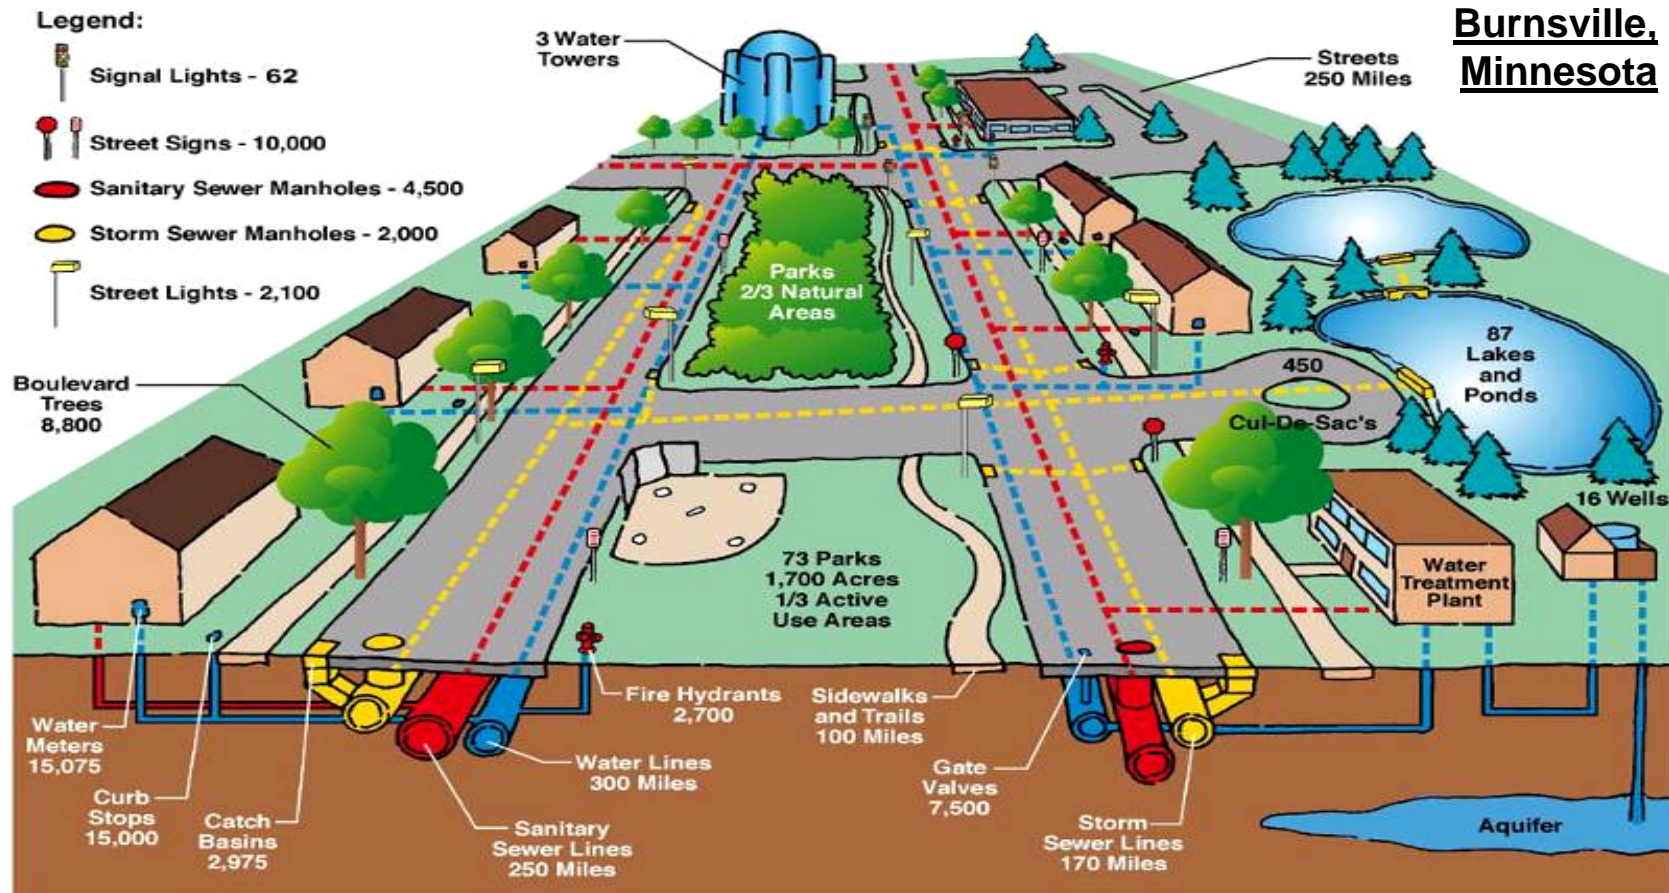 Legend:
Signal Lights - 62
Street Signs - 10,000
Sanitary Sewer Manholes - 4,500
Storm Sewer Manholes - 2,000
Street Lights - 2,100
3 Water
Towers
Streets
250 Miles
Burnsville,
Minnesota
Parks
2/3 Natural
Areas
87
Lakes
and
Ponds
450
Cul-De-Sac's
Boulevard
Trees
8,800
16 Wells
73 Parks
1,700 Acres
1/3 Active
Use Areas
Water
Treatment
Plant
Water
Meters
15,075
Curb
Stops
15,000
Catch
Basins
2,975
Sanitary
Sewer Lines
250 Miles
Water Lines
300 Miles
Fire Hydrants
2,700
Sidewalks
and Trails
100 Miles
Gate
Valves
7,500
Storm
Sewer Lines
170 Miles
Aquifer